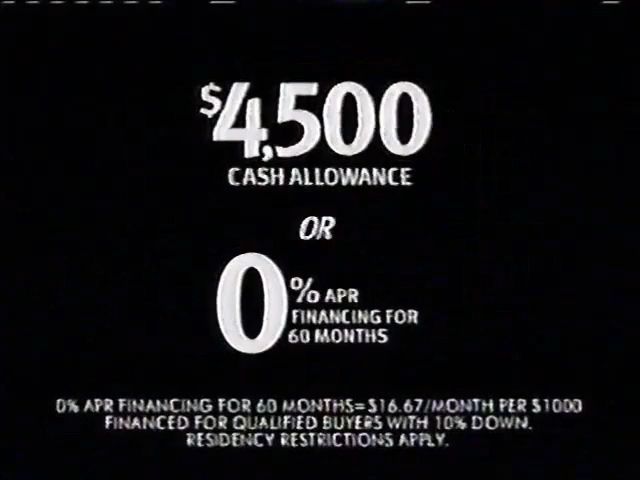 $4,500
CASH ALLOWANCE
OR
0% APR
FINANCING FOR
60 MONTHS
0% APR FINANCING FOR 60 MONTHS=$16.67/MONTH PER $1000
FINANCED FOR QUALIFIED BUYERS WITH 10% DOWN.
RESIDENCY RESTRICTIONS APPLY.